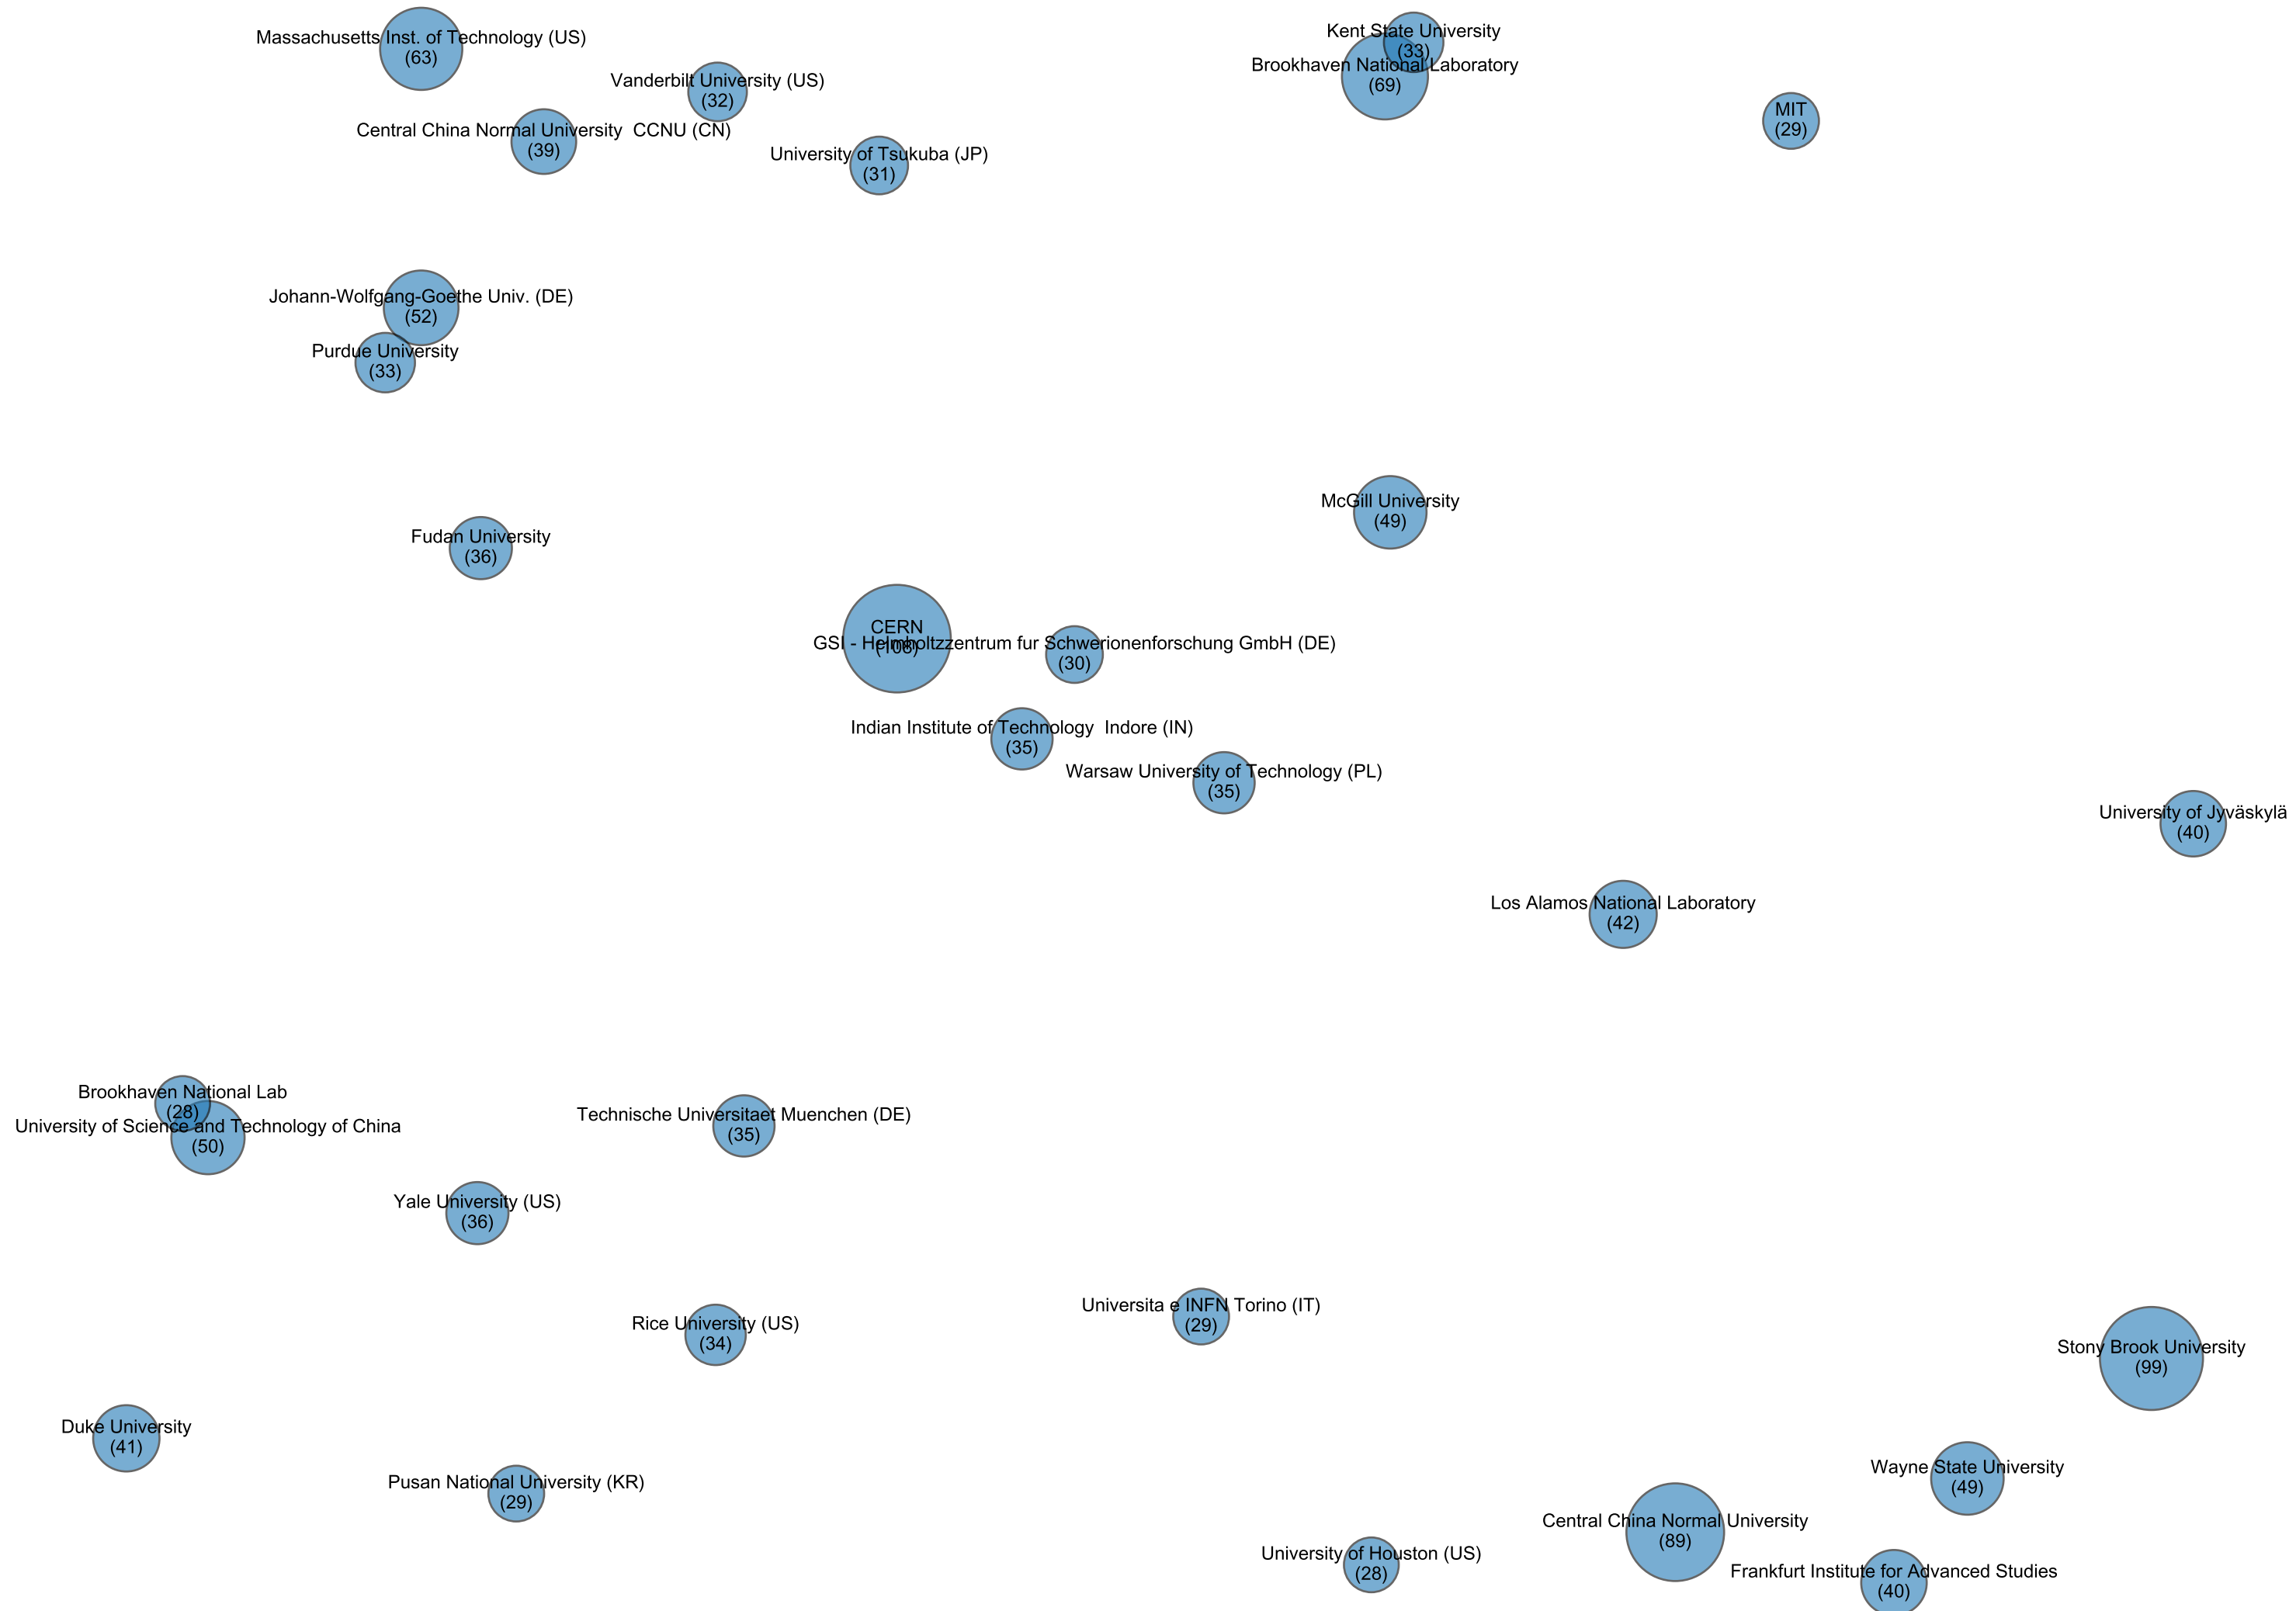 Massachusetts Inst. of Technology (US)
(63)
Kent State University
(33)
Brookhaven National Laboratory
(69)
Vanderbilt University (US)
(32)
MIT
(29)
Central China Normal University  CCNU (CN)
(39)
University of Tsukuba (JP)
(31)
Johann-Wolfgang-Goethe Univ. (DE)
(52)
Purdue University
(33)
McGill University
(49)
Fudan University
(36)
CERN
(108)
GSI - Helmholtzzentrum fur Schwerionenforschung GmbH (DE)
(30)
Indian Institute of Technology  Indore (IN)
(35)
Warsaw University of Technology (PL)
(35)
University of Jyväskylä
(40)
Los Alamos National Laboratory
(42)
Brookhaven National Lab
(28)
University of Science and Technology of China
(50)
Technische Universitaet Muenchen (DE)
(35)
Yale University (US)
(36)
Universita e INFN Torino (IT)
(29)
Rice University (US)
(34)
Stony Brook University
(99)
Duke University
(41)
Wayne State University
(49)
Pusan National University (KR)
(29)
Central China Normal University
(89)
University of Houston (US)
(28)
Frankfurt Institute for Advanced Studies
(40)